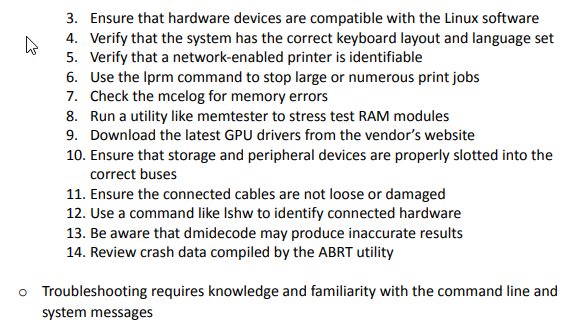 3. Ensure that hardware devices are compatible with the Linux software
4. Verify that the system has the correct keyboard layout and language set
5. Verify that a network-enabled printer is identifiable
6. Use the lprm command to stop large or numerous print jobs
7. Check the mcelog for memory errors
8. Run a utility like memtester to stress test RAM modules
9. Download the latest GPU drivers from the vendor's website
10. Ensure that storage and peripheral devices are properly slotted into the
correct buses
11. Ensure the connected cables are not loose or damaged
12. Use a command like lshw to identify connected hardware
13. Be aware that dmidecode may produce inaccurate results
14. Review crash data compiled by the ABRT utility
o Troubleshooting requires knowledge and familiarity with the command line and
system messages